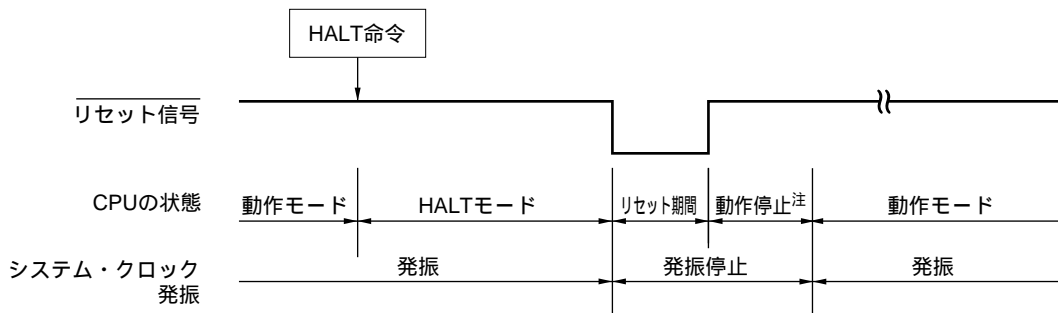 HALT命令
リセット信号
CPUの状態 動作モード HALTモード リセット期間 動作停止注 動作モード
システム・クロック
発振 発振 発振停止 発振